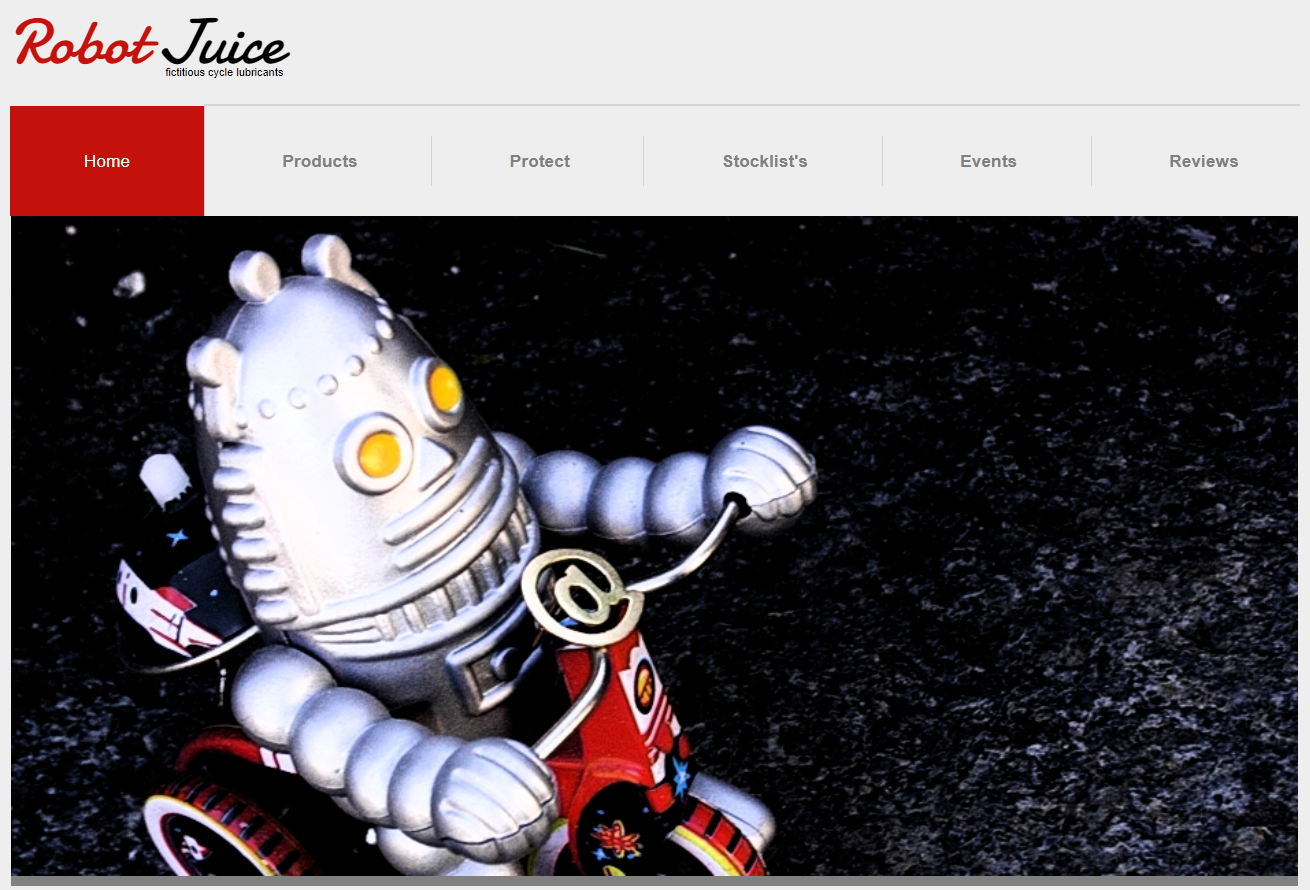 Robot Juice
fictitious cycle lubricants
Home
Products
Protect
Stocklist's
Events
Reviews
@